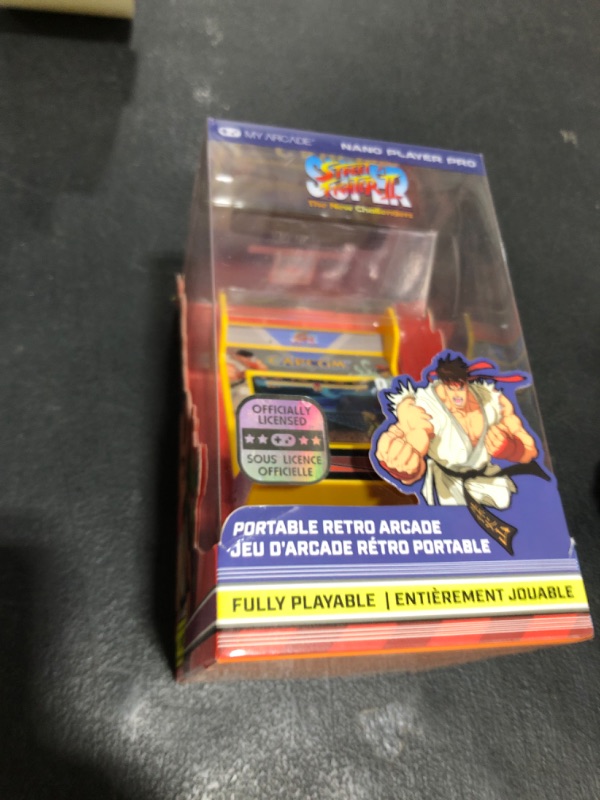 MY ARCADE
NANO PLAYER PRO
SUPER
STREET
FIGHTER II
The New Challengers
CAPCOM
OFFICIALLY
LICENSED
SOUS LICENCE
OFFICIELLE
PORTABLE RETRO ARCADE
JEU D'ARCADE RÉTRO PORTABLE
FULLY PLAYABLE | ENTIÈREMENT JOUABLE